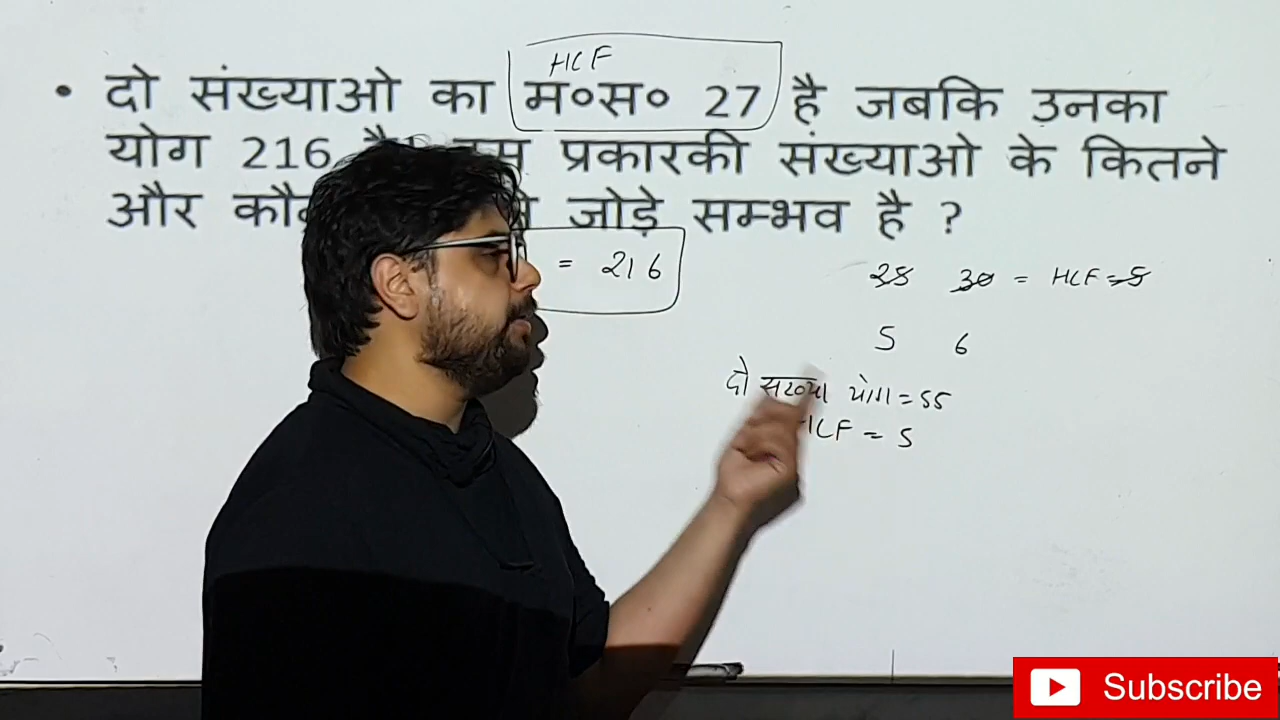 HCF
• दो संख्याओ का म०स० 27 है जबकि उनका
योग 216 प्रकारकी संख्याओ के कितने
और जोड़े सम्भव है ?
= 216
25 30 = HCF = 5
5 6
दो संख्या योग = 55
HCF = 5
Subscribe